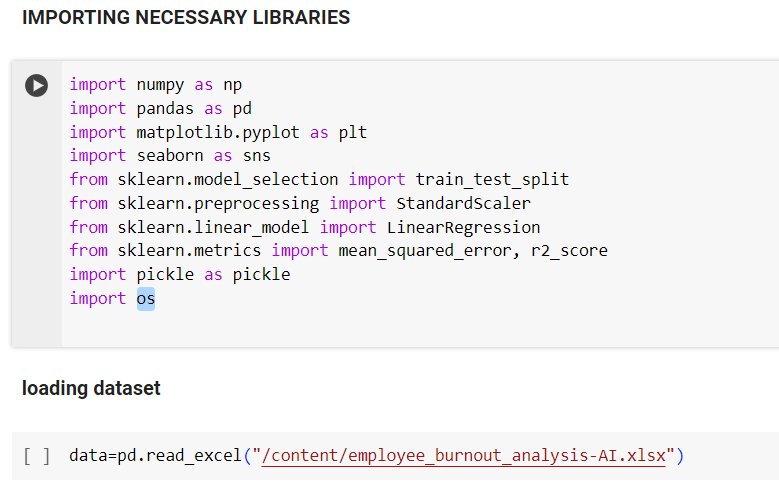 IMPORTING NECESSARY LIBRARIES
import numpy as np
import pandas as pd
import matplotlib.pyplot as plt
import seaborn as sns
from sklearn.model_selection import train_test_split
from sklearn.preprocessing import StandardScaler
from sklearn.linear_model import LinearRegression
from sklearn.metrics import mean_squared_error, r2_score
import pickle as pickle
import os
loading dataset
[ ] data=pd.read_excel("/content/employee_burnout_analysis-AI.xlsx")